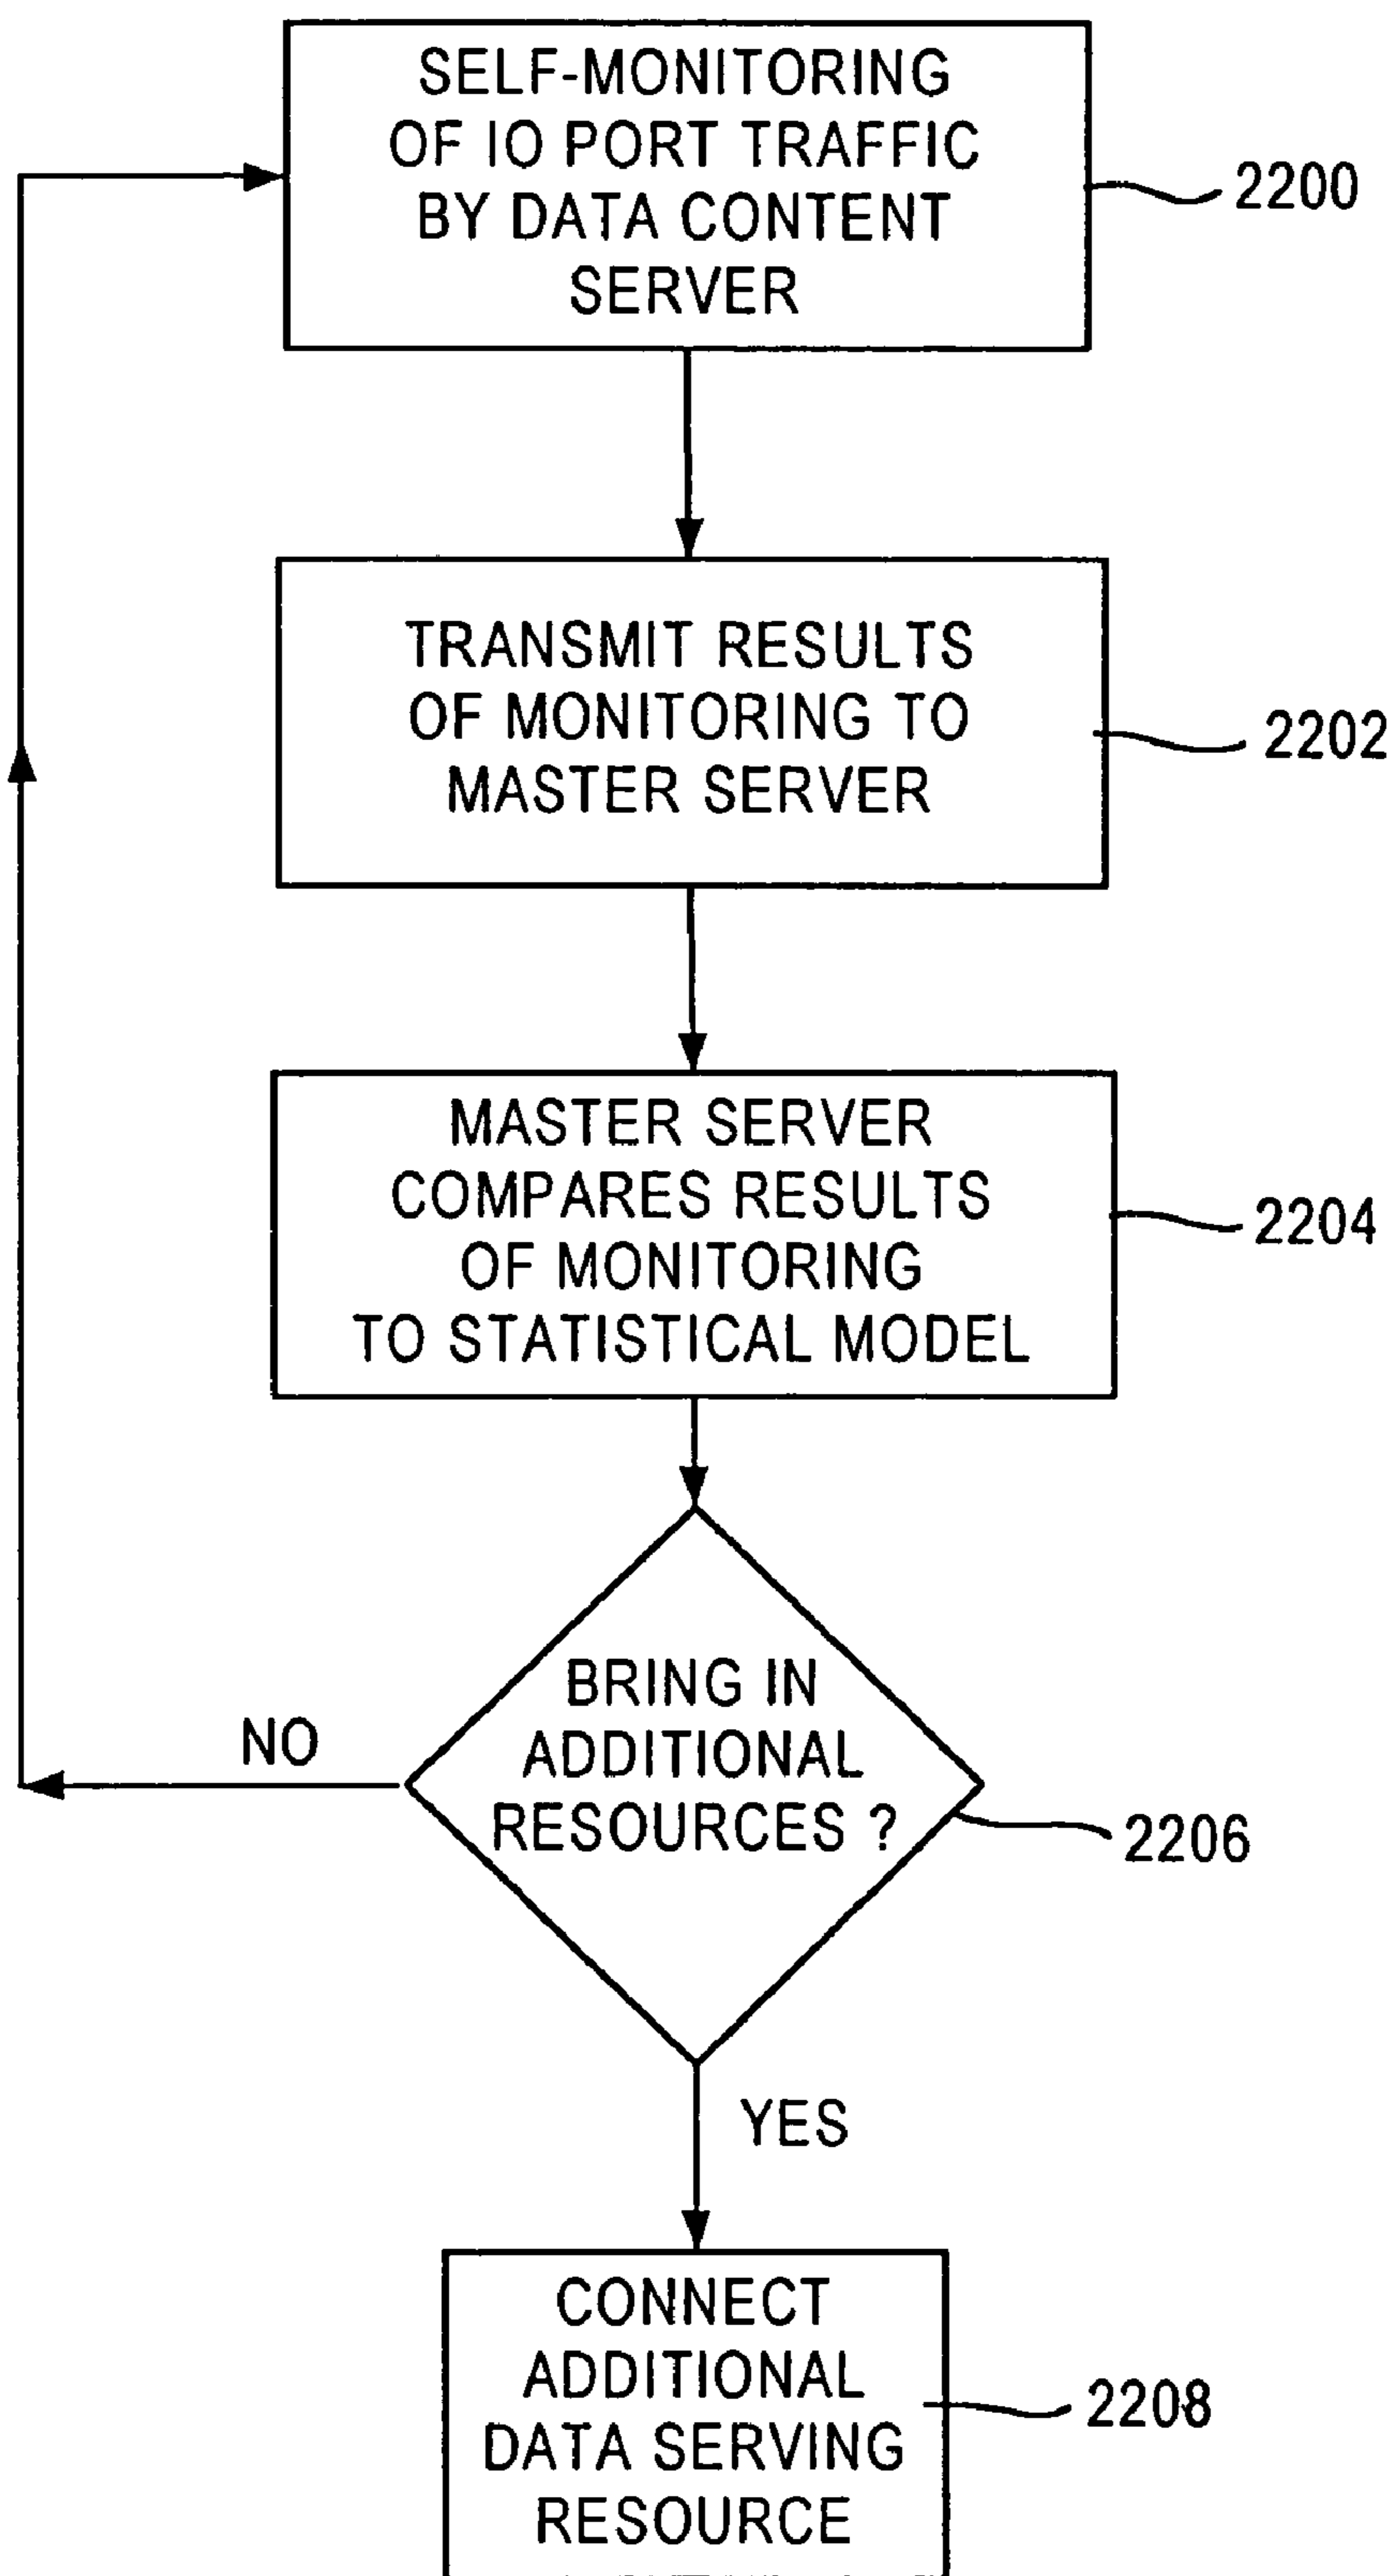 SELF-MONITORING
OF IO PORT TRAFFIC
BY DATA CONTENT
SERVER
2200
TRANSMIT RESULTS
OF MONITORING TO
MASTER SERVER
2202
MASTER SERVER
COMPARES RESULTS
OF MONITORING
TO STATISTICAL MODEL
2204
BRING IN
ADDITIONAL
RESOURCES ?
NO
2206
YES
CONNECT
ADDITIONAL
DATA SERVING
RESOURCE
2208